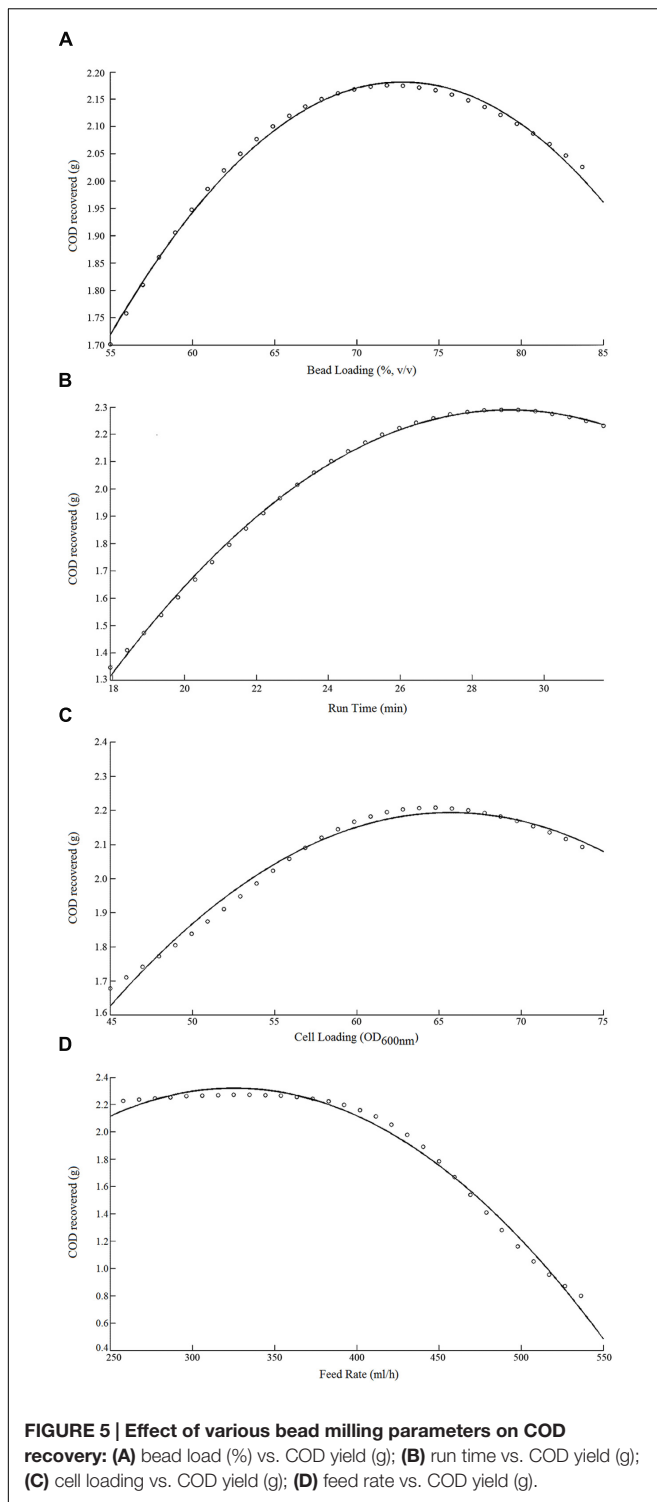 A
2.20
2.15
2.10
2.05
2.00
1.95
1.90
1.85
1.80
1.75
1.70
COD recovered (g)
55 60 65 70 75 80 85
Bead Loading (%, v/v)
B
2.3
2.2
2.1
2.0
1.9
1.8
1.7
1.6
1.5
1.4
1.3
COD recovered (g)
18 20 22 24 26 28 30
Run Time (min)
C
2.4
2.3
2.2
2.1
2.0
1.9
1.8
1.7
1.6
COD recovered (g)
45 50 55 60 65 70 75
Cell Loading (OD600nm)
D
2.4
2.2
2.0
1.8
1.6
1.4
1.2
1.0
0.8
0.6
0.4
COD recovered (g)
250 300 350 400 450 500 550
Feed Rate (ml/h)
FIGURE 5 | Effect of various bead milling parameters on COD
recovery: (A) bead load (%) vs. COD yield (g); (B) run time vs. COD yield (g);
(C) cell loading vs. COD yield (g); (D) feed rate vs. COD yield (g).